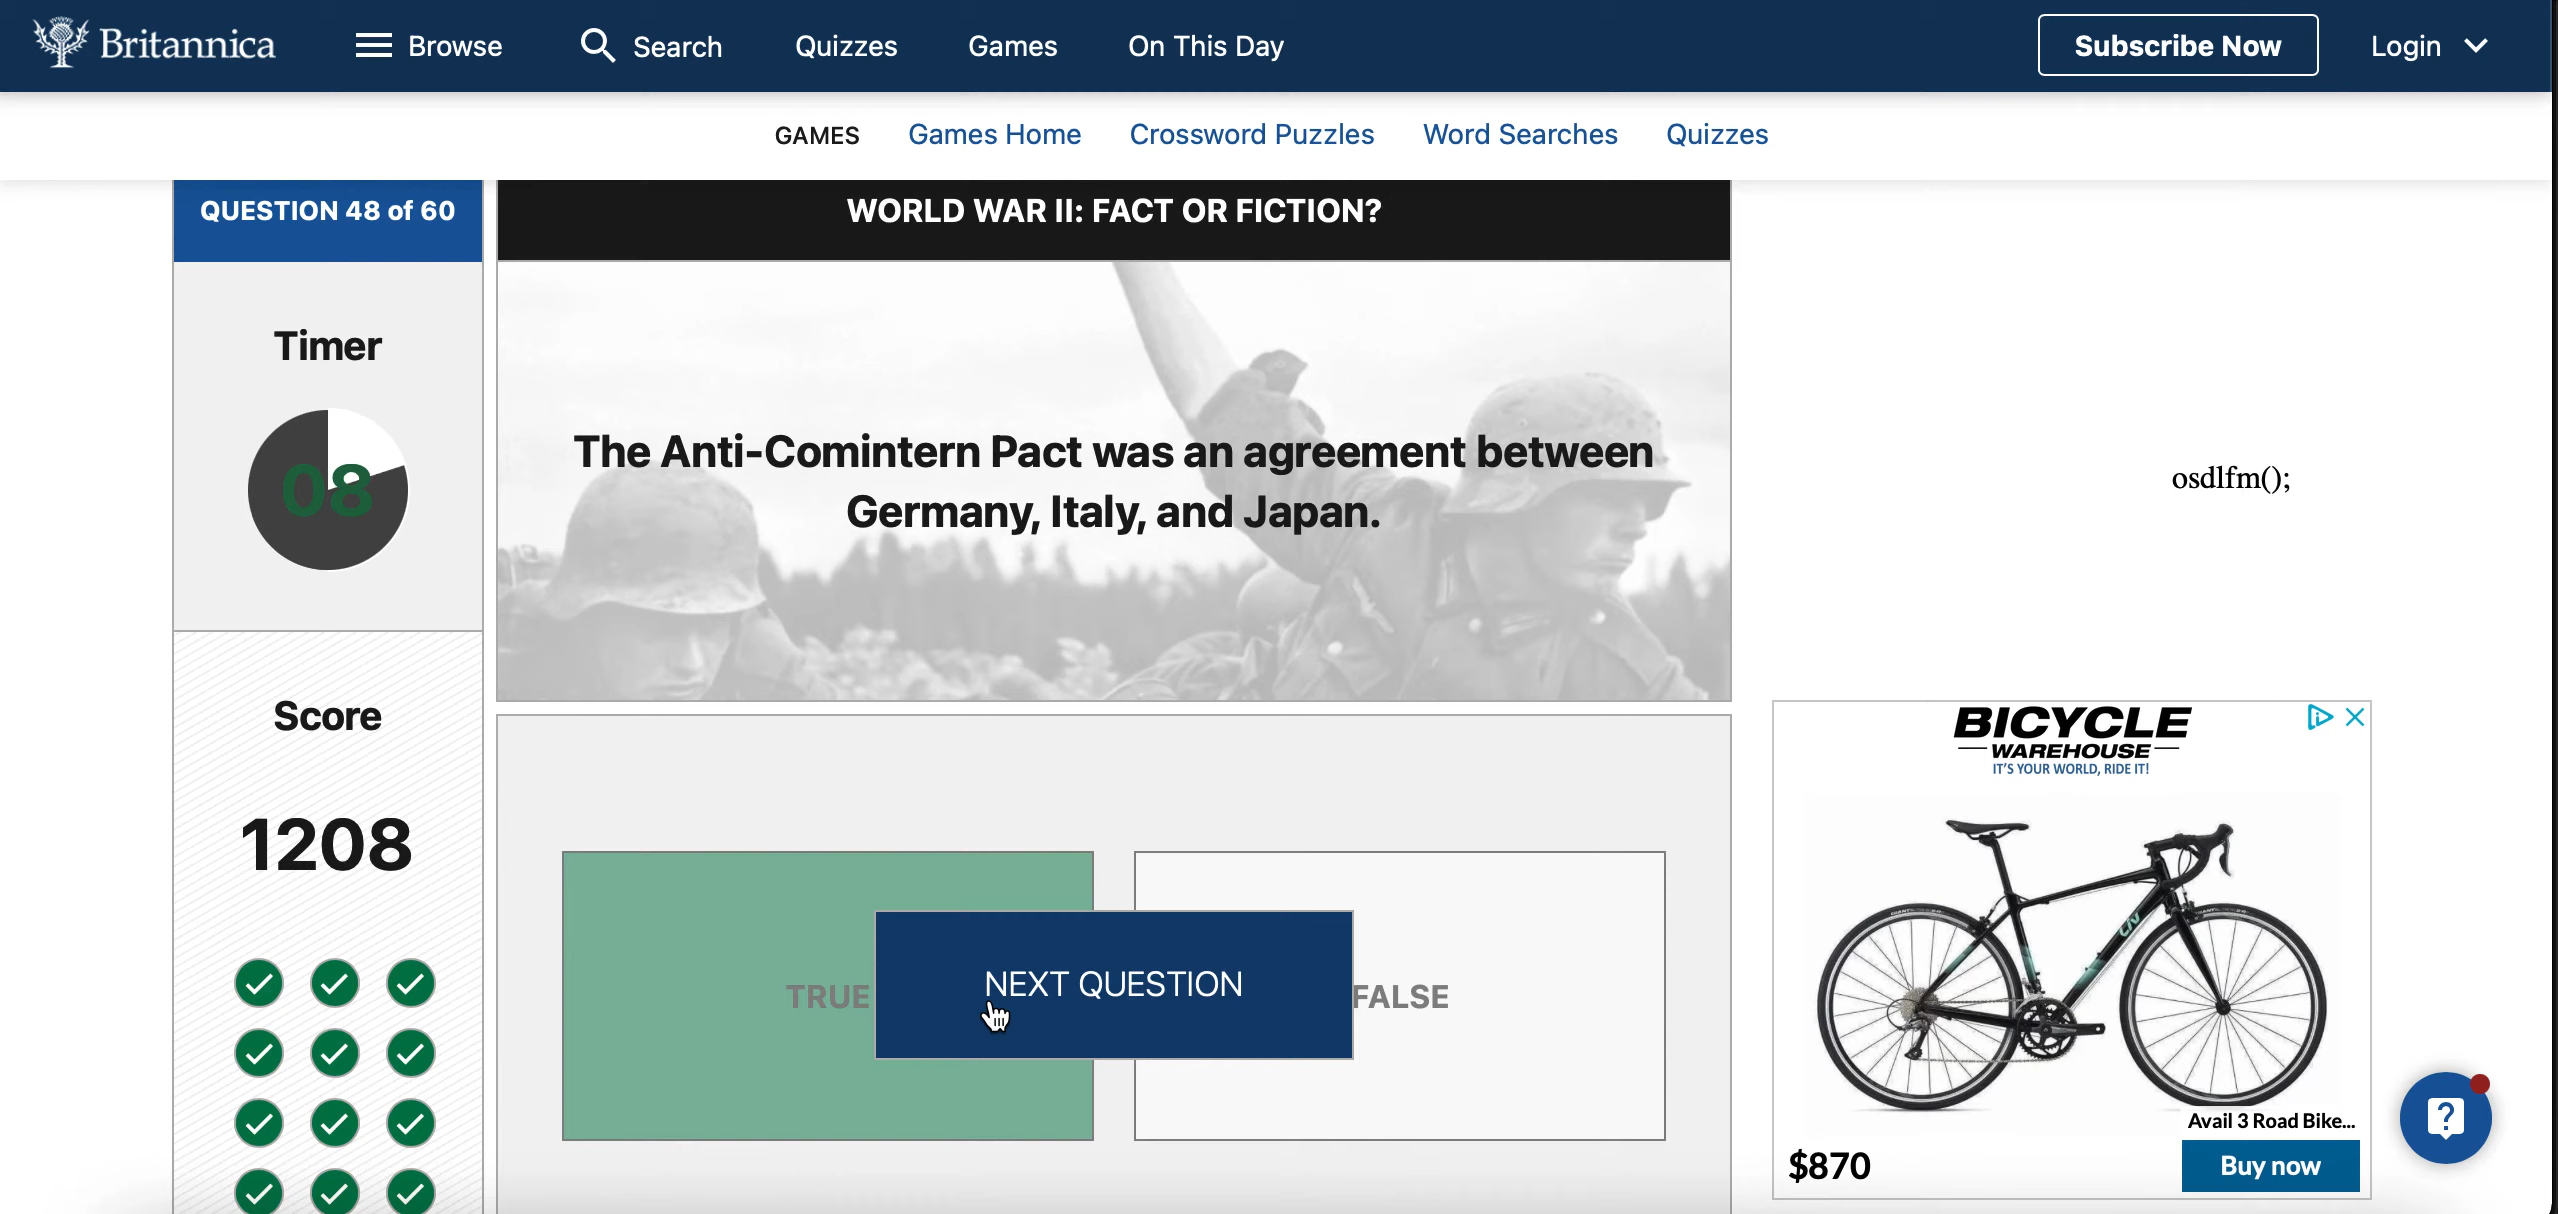 Britannica
Browse
Search
Quizzes
Games
On This Day
Subscribe Now
Login
GAMES
Games Home
Crossword Puzzles
Word Searches
Quizzes
QUESTION 48 of 60
WORLD WAR II: FACT OR FICTION?
Timer
08
The Anti-Comintern Pact was an agreement between
Germany, Italy, and Japan.
osdlfm();
Score
1208
TRUE
NEXT QUESTION
FALSE
BICYCLE
WAREHOUSE
IT'S YOUR WORLD, RIDE IT!
Liv
Avail 3 Road Bike...
$870
Buy now